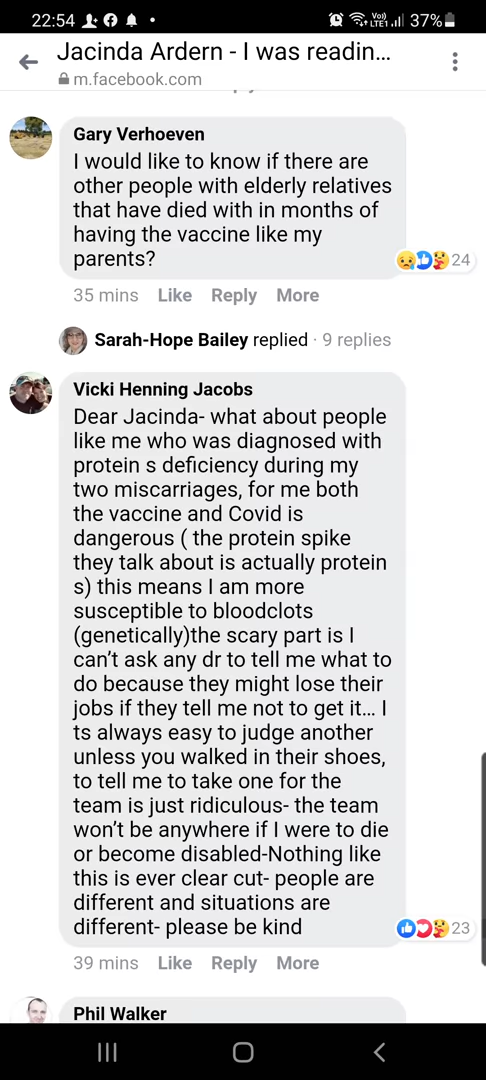 22:54
Vo))
LTE1
37%
Jacinda Ardern - I was readin...
m.facebook.com
Gary Verhoeven
I would like to know if there are
other people with elderly relatives
that have died with in months of
having the vaccine like my
parents?
24
35 mins Like Reply More
Sarah-Hope Bailey replied · 9 replies
Vicki Henning Jacobs
Dear Jacinda- what about people
like me who was diagnosed with
protein s deficiency during my
two miscarriages, for me both
the vaccine and Covid is
dangerous ( the protein spike
they talk about is actually protein
s) this means I am more
susceptible to bloodclots
(genetically)the scary part is I
can't ask any dr to tell me what to
do because they might lose their
jobs if they tell me not to get it... I
ts always easy to judge another
unless you walked in their shoes,
to tell me to take one for the
team is just ridiculous- the team
won't be anywhere if I were to die
or become disabled-Nothing like
this is ever clear cut- people are
different and situations are
different- please be kind
23
39 mins Like Reply More
Phil Walker